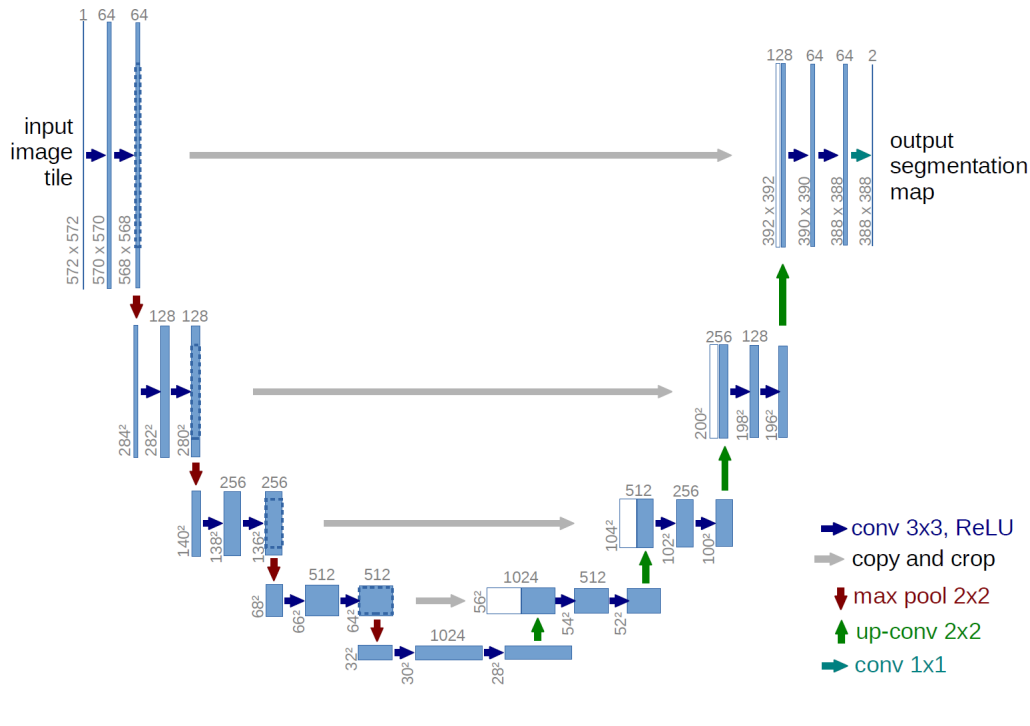 1 64 64
128 64 64 2
input
image
tile
output
segmentation
map
572 x 572
570 x 570
568 x 568
392 x 392
390 x 390
388 x 388
388 x 388
128 128
256 128
284²
282²
280²
200²
198²
196²
256 256
512 256
140²
138²
136²
104²
102²
100²
512 512
1024 512
68²
66²
64²
56²
54²
52²
1024
32²
30²
28²
conv 3x3, ReLU
copy and crop
max pool 2x2
up-conv 2x2
conv 1x1